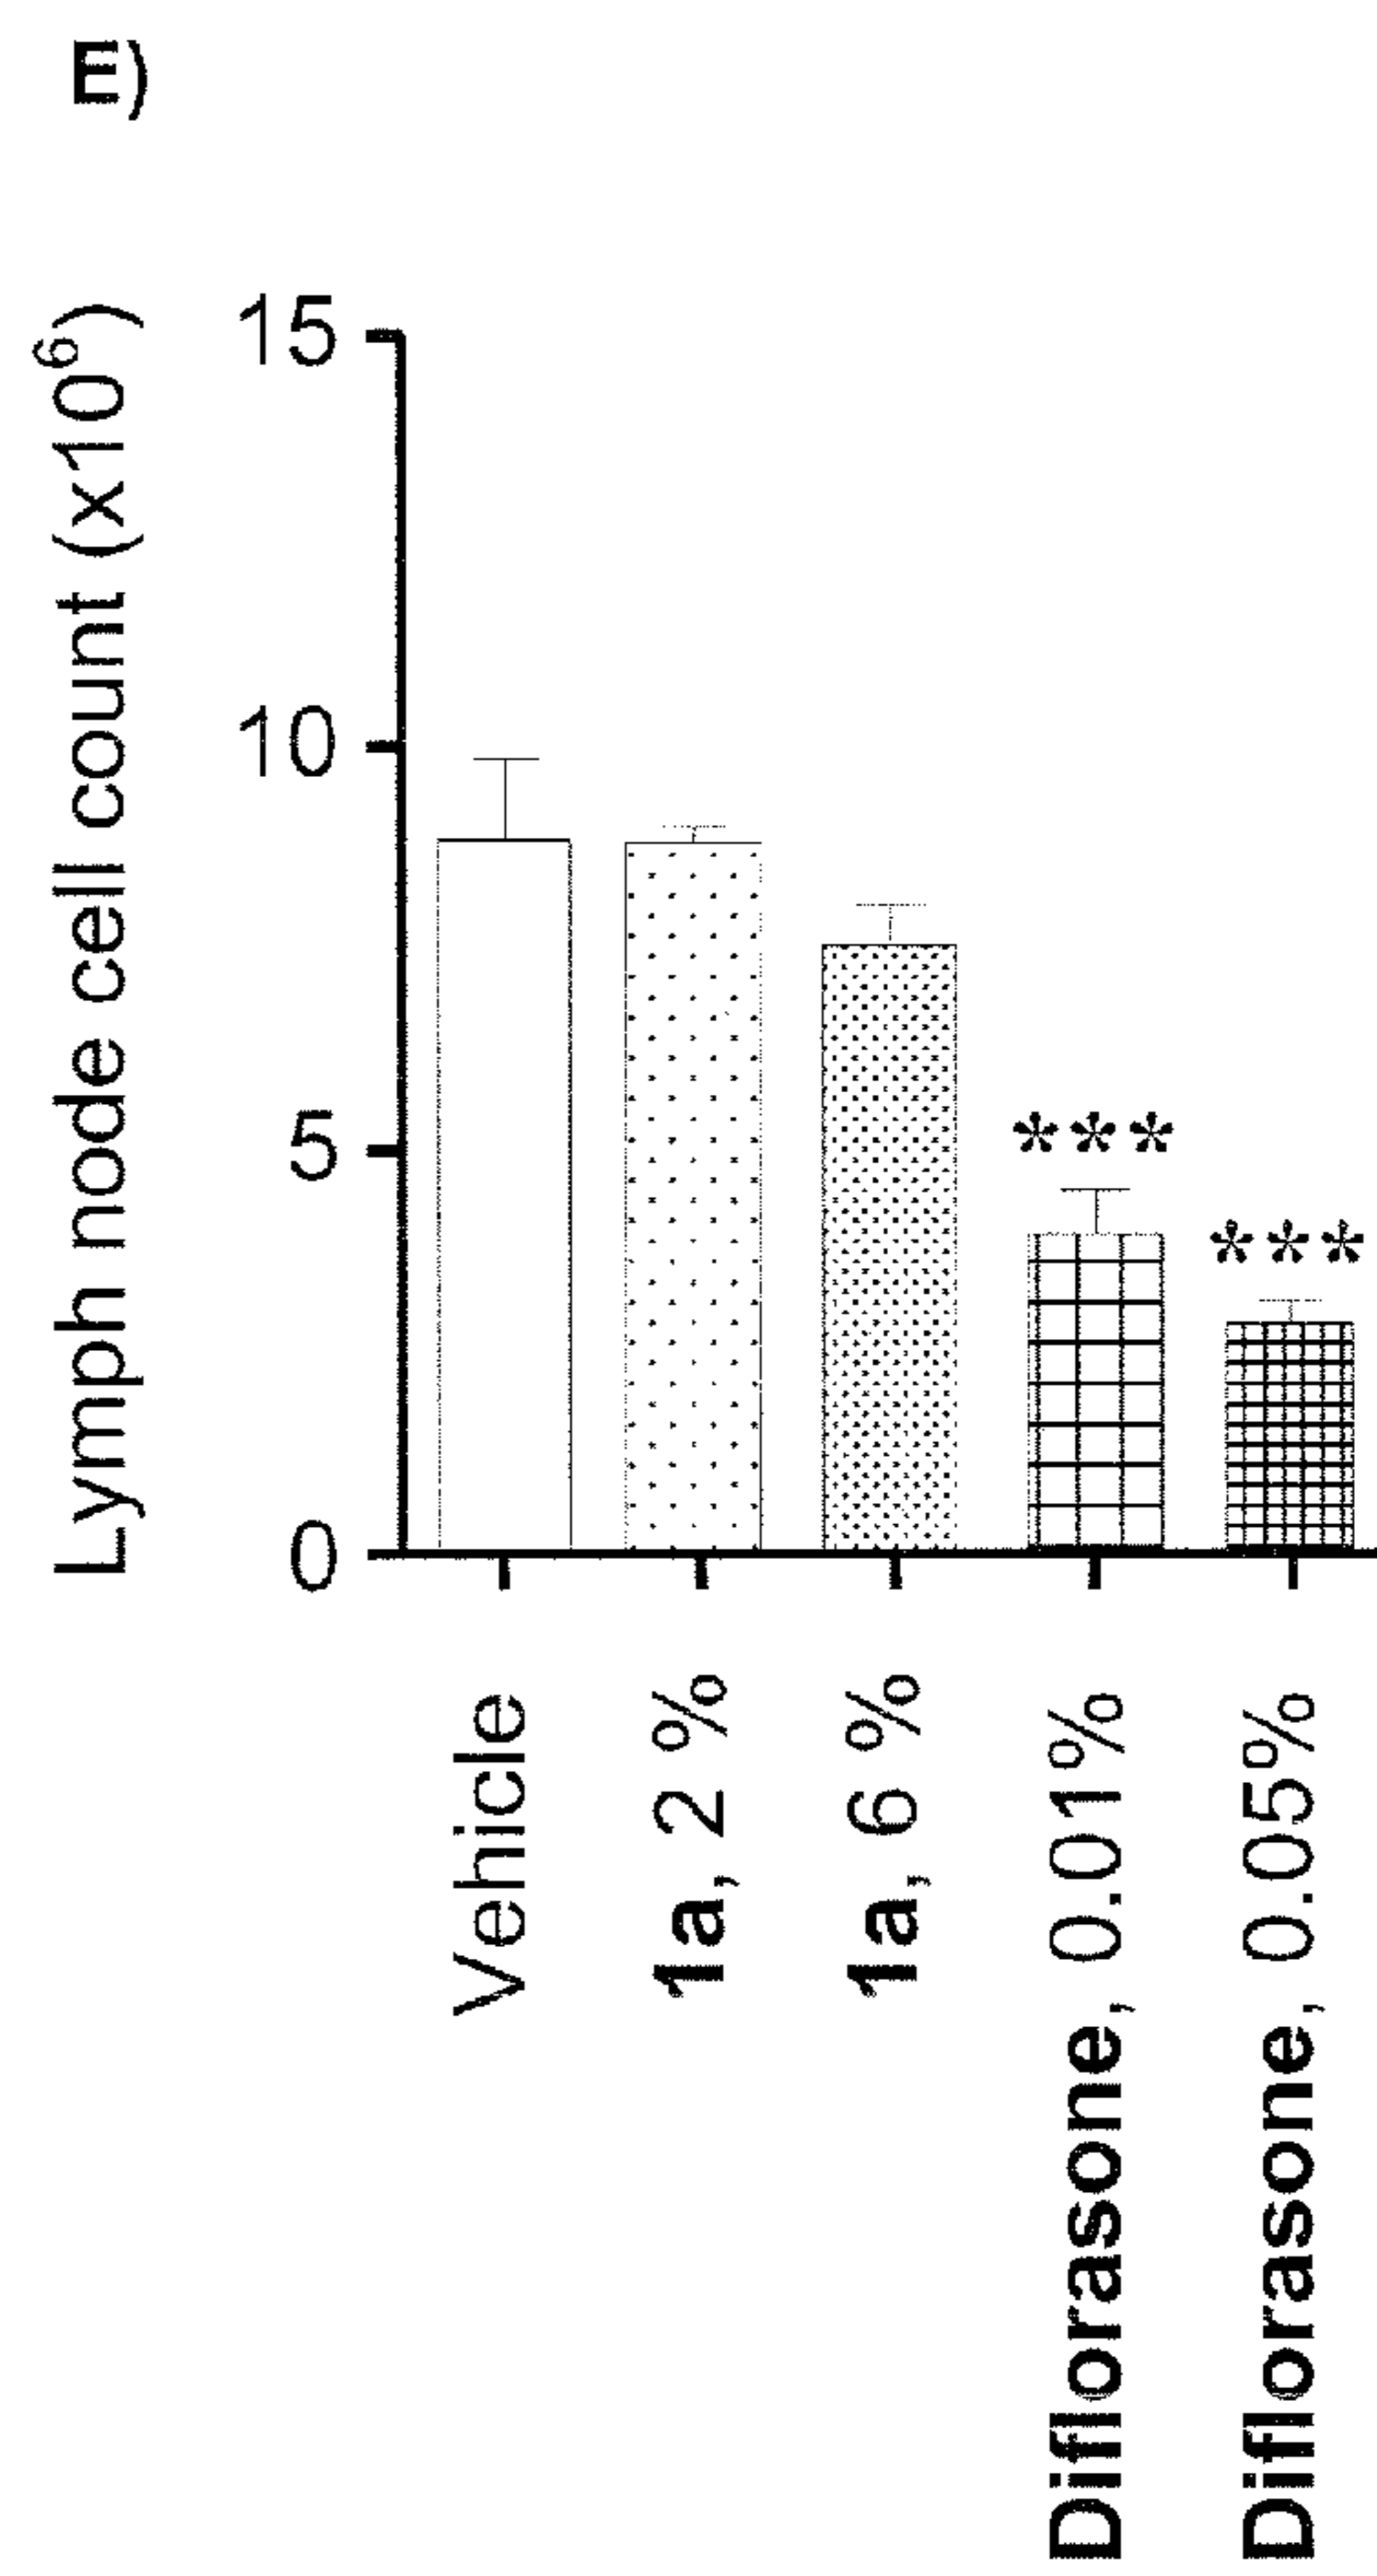 E)
Lymph node cell count (x10⁶)
15
10
5
0
***
***
Vehicle
1a, 2 %
1a, 6 %
Diflorasone, 0.01%
Diflorasone, 0.05%